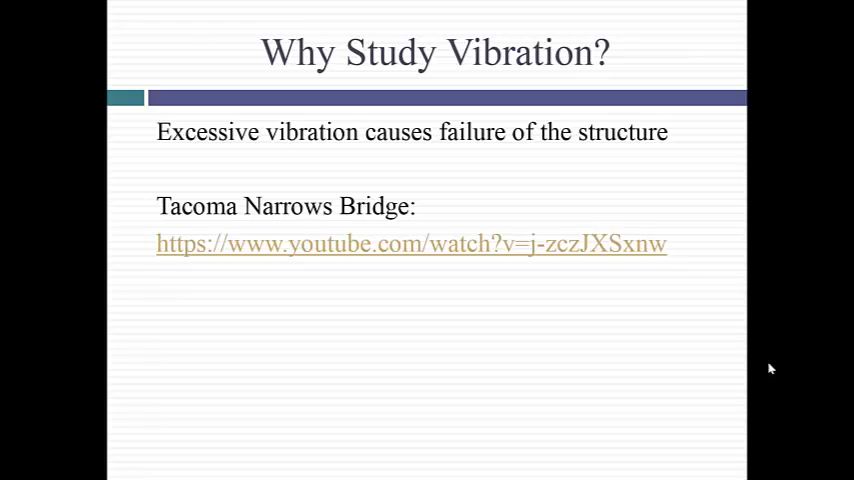 Why Study Vibration?
Excessive vibration causes failure of the structure
Tacoma Narrows Bridge:
https://www.youtube.com/watch?v=j-zczJXSxnw